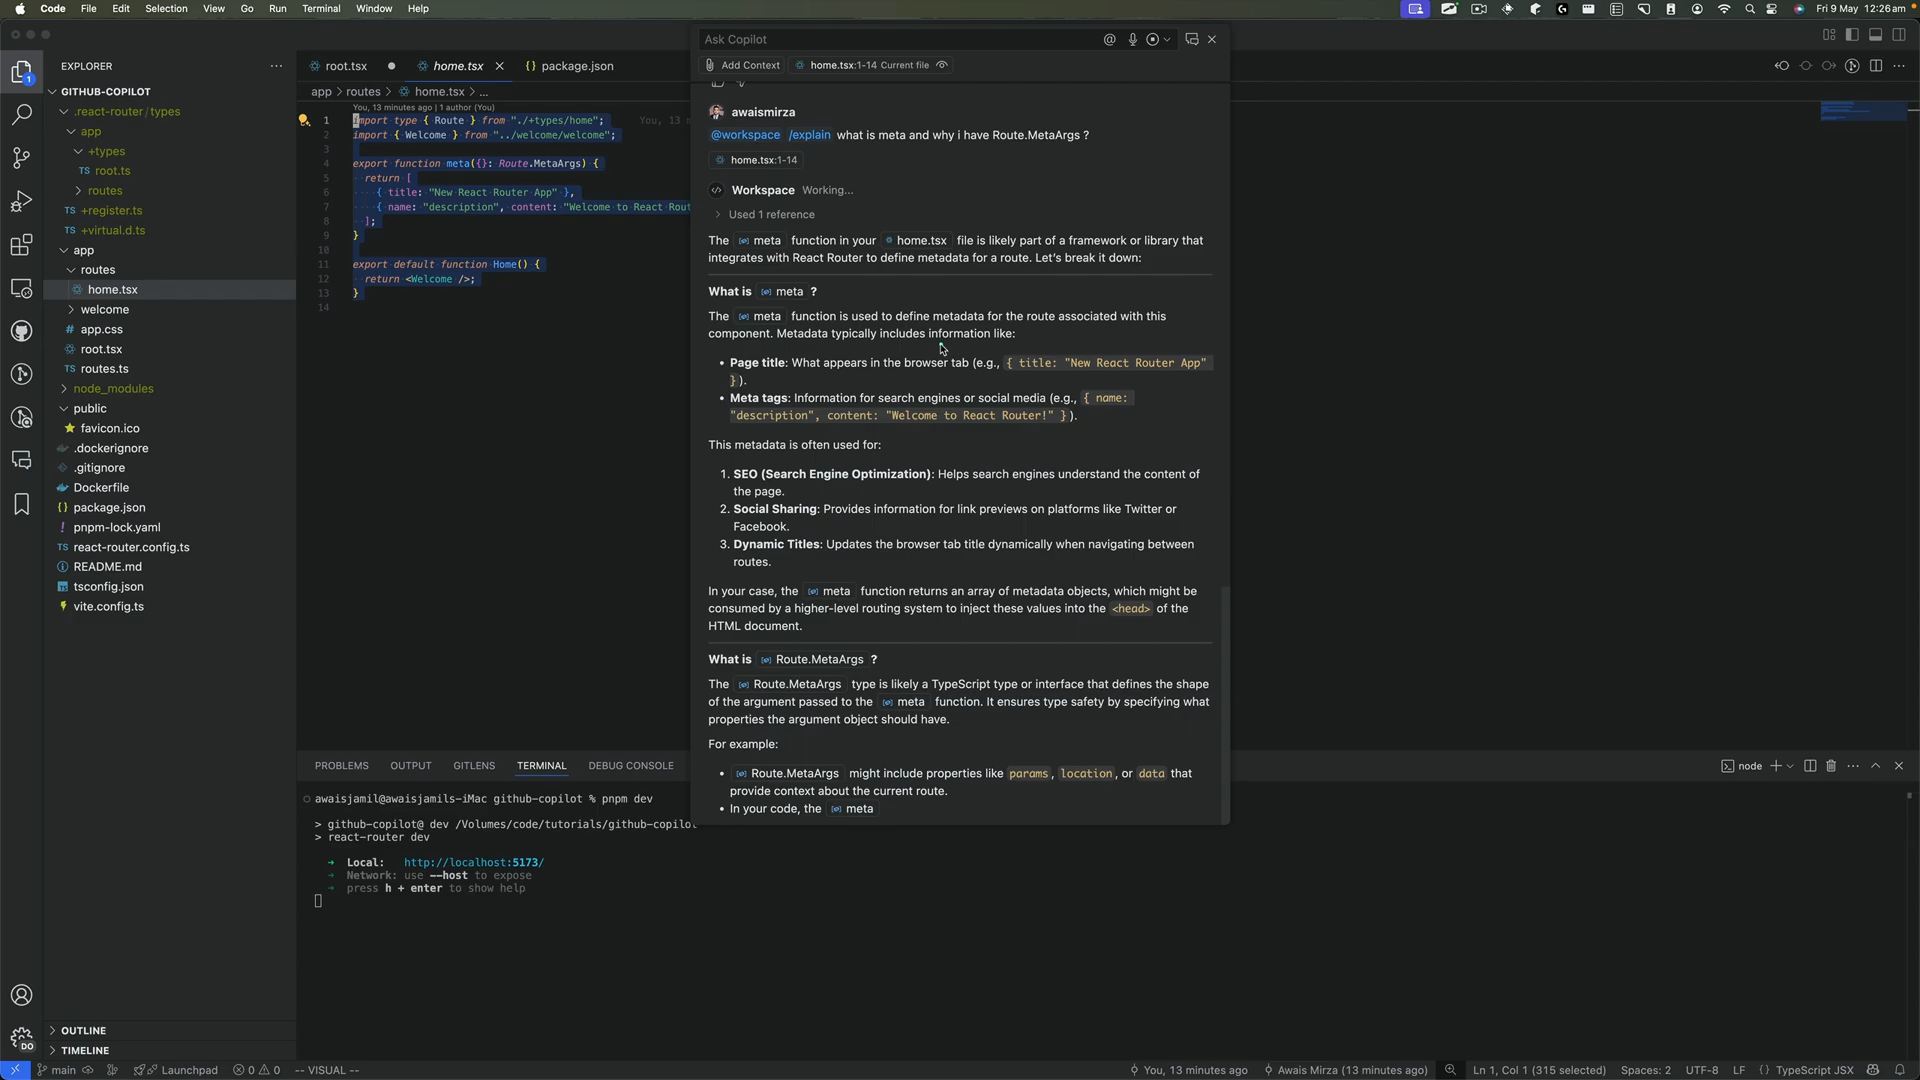 Code File Edit Selection View Go Run Terminal Window Help
Fri 9 May 12:26 am
EXPLORER
GITHUB-COPILOT
.react-router / types
app
+types
TS root.ts
routes
TS +register.ts
TS +virtual.d.ts
app
routes
home.tsx
welcome
# app.css
root.tsx
TS routes.ts
node_modules
public
favicon.ico
.dockerignore
.gitignore
Dockerfile
{} package.json
! pnpm-lock.yaml
TS react-router.config.ts
README.md
tsconfig.json
vite.config.ts
OUTLINE
TIMELINE
root.tsx
home.tsx
{} package.json
app > routes > home.tsx > ...
You, 13 minutes ago | 1 author (You)
1 import type { Route } from "./+types/home"; You, 13 m
2 import { Welcome } from "../welcome/welcome";
3
4 export function meta({}: Route.MetaArgs) {
5 return [
6 { title: "New React Router App" },
7 { name: "description", content: "Welcome to React Rout
8 ];
9 }
10
11 export default function Home() {
12 return <Welcome />;
13 }
14
Ask Copilot
Add Context
home.tsx:1-14 Current file
awaismirza
@workspace /explain what is meta and why i have Route.MetaArgs ?
home.tsx:1-14
Workspace Working...
Used 1 reference
The meta function in your home.tsx file is likely part of a framework or library that
integrates with React Router to define metadata for a route. Let's break it down:
What is meta ?
The meta function is used to define metadata for the route associated with this
component. Metadata typically includes information like:
• Page title: What appears in the browser tab (e.g., { title: "New React Router App"
}).
• Meta tags: Information for search engines or social media (e.g., { name:
"description", content: "Welcome to React Router!" }).
This metadata is often used for:
1. SEO (Search Engine Optimization): Helps search engines understand the content of
the page.
2. Social Sharing: Provides information for link previews on platforms like Twitter or
Facebook.
3. Dynamic Titles: Updates the browser tab title dynamically when navigating between
routes.
In your case, the meta function returns an array of metadata objects, which might be
consumed by a higher-level routing system to inject these values into the <head> of the
HTML document.
What is Route.MetaArgs ?
The Route.MetaArgs type is likely a TypeScript type or interface that defines the shape
of the argument passed to the meta function. It ensures type safety by specifying what
properties the argument object should have.
For example:
• Route.MetaArgs might include properties like params, location, or data that
provide context about the current route.
• In your code, the meta
PROBLEMS OUTPUT GITLENS TERMINAL DEBUG CONSOLE
node
awaisjamil@awaisjamils-iMac github-copilot % pnpm dev
> github-copilot@ dev /Volumes/code/tutorials/github-copilot
> react-router dev
➜ Local: http://localhost:5173/
➜ Network: use --host to expose
➜ press h + enter to show help
DO
main
Launchpad
0 0
-- VISUAL --
You, 13 minutes ago
Awais Mirza (13 minutes ago)
Ln 1, Col 1 (315 selected)
Spaces: 2
UTF-8
LF
{} TypeScript JSX